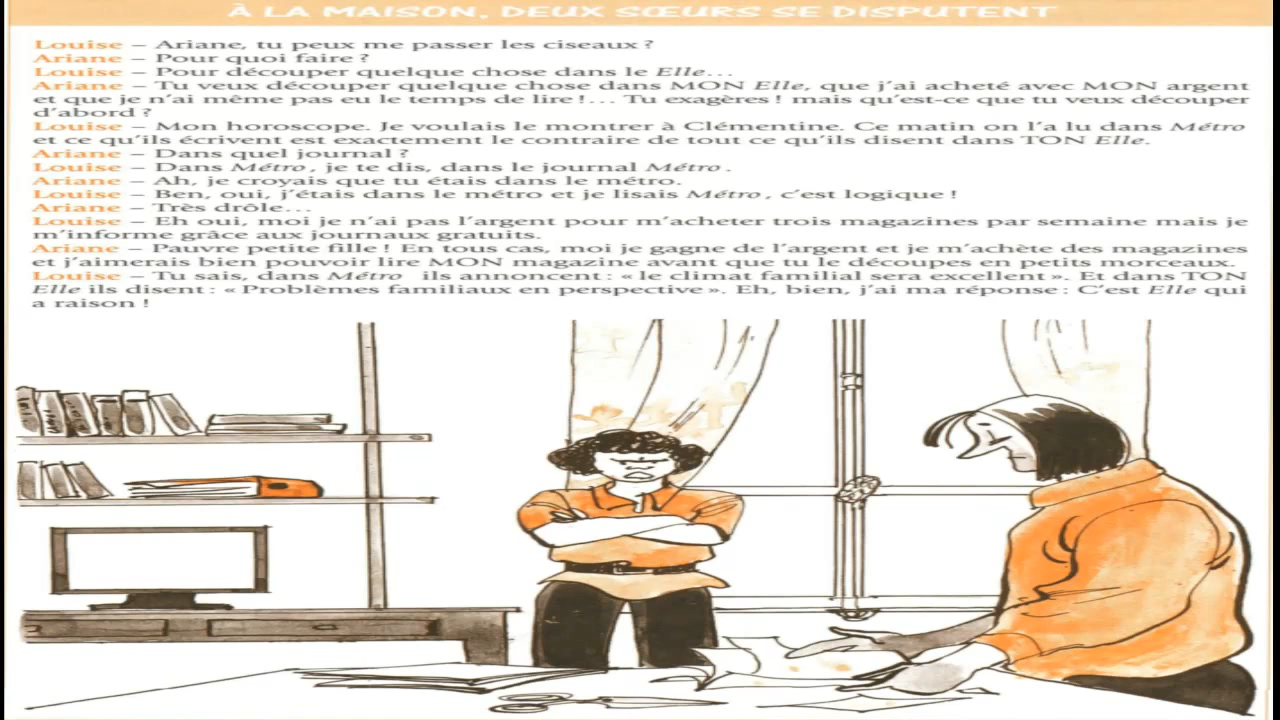 À LA MAISON, DEUX SŒURS SE DISPUTENT
Louise – Ariane, tu peux me passer les ciseaux ?
Ariane – Pour quoi faire ?
Louise – Pour découper quelque chose dans le Elle…
Ariane – Tu veux découper quelque chose dans MON Elle, que j'ai acheté avec MON argent
et que je n'ai même pas eu le temps de lire !… Tu exagères ! mais qu'est-ce que tu veux découper
d'abord ?
Louise – Mon horoscope. Je voulais le montrer à Clémentine. Ce matin on l'a lu dans Métro
et ce qu'ils écrivent est exactement le contraire de tout ce qu'ils disent dans TON Elle.
Ariane – Dans quel journal ?
Louise – Dans Métro, je te dis, dans le journal Métro.
Ariane – Ah, je croyais que tu étais dans le métro.
Louise – Ben, oui, j'étais dans le métro et je lisais Métro, c'est logique !
Ariane – Très drôle…
Louise – Eh oui, moi je n'ai pas l'argent pour m'acheter trois magazines par semaine mais je
m'informe grâce aux journaux gratuits.
Ariane – Pauvre petite fille ! En tous cas, moi je gagne de l'argent et je m'achète des magazines
et j'aimerais bien pouvoir lire MON magazine avant que tu le découpes en petits morceaux.
Louise – Tu sais, dans Métro ils annoncent : « le climat familial sera excellent ». Et dans TON
Elle ils disent : « Problèmes familiaux en perspective ». Eh, bien, j'ai ma réponse : C'est Elle qui
a raison !